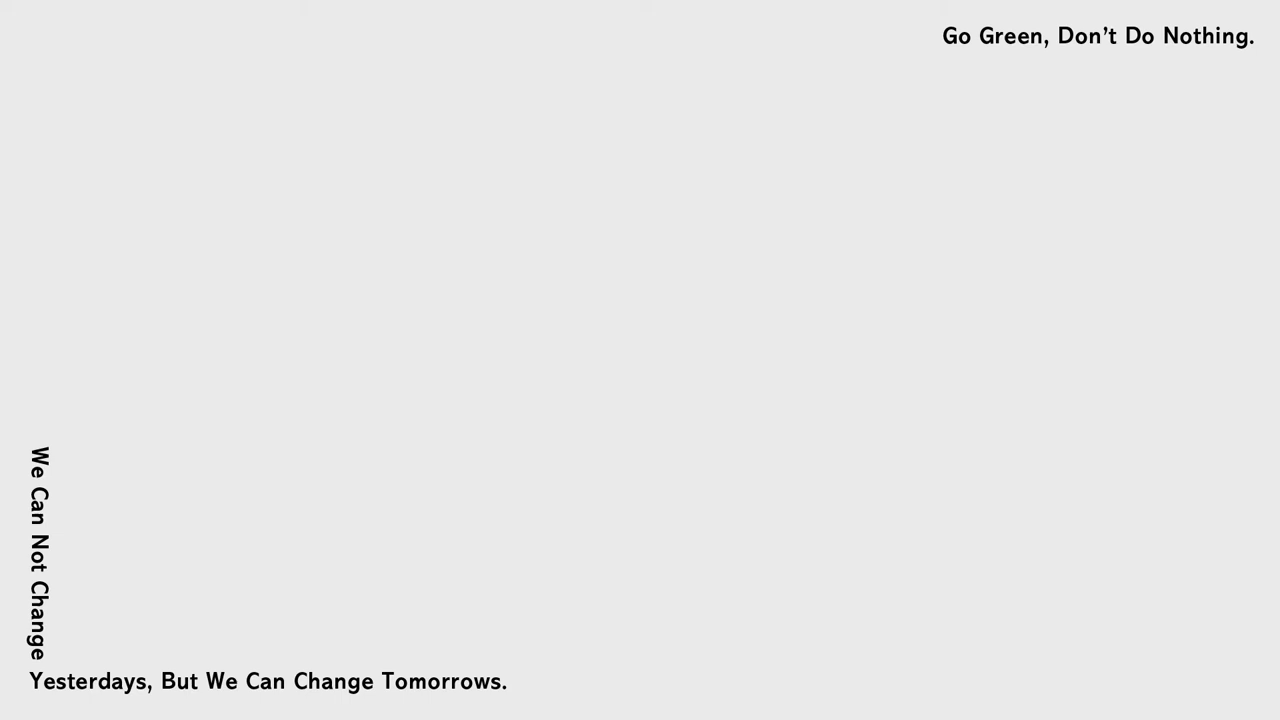 Go Green, Don’t Do Nothing.
We Can Not Change
Yesterdays, But We Can Change Tomorrows.